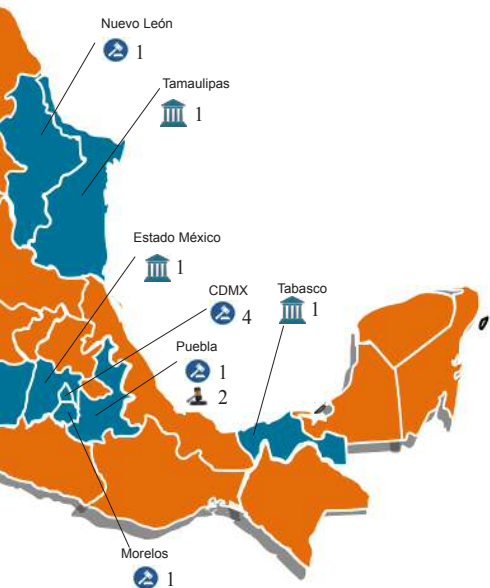 Nuevo León
1
Tamaulipas
1
Estado México
1
CDMX
4
Tabasco
1
Puebla
1
2
Morelos
1